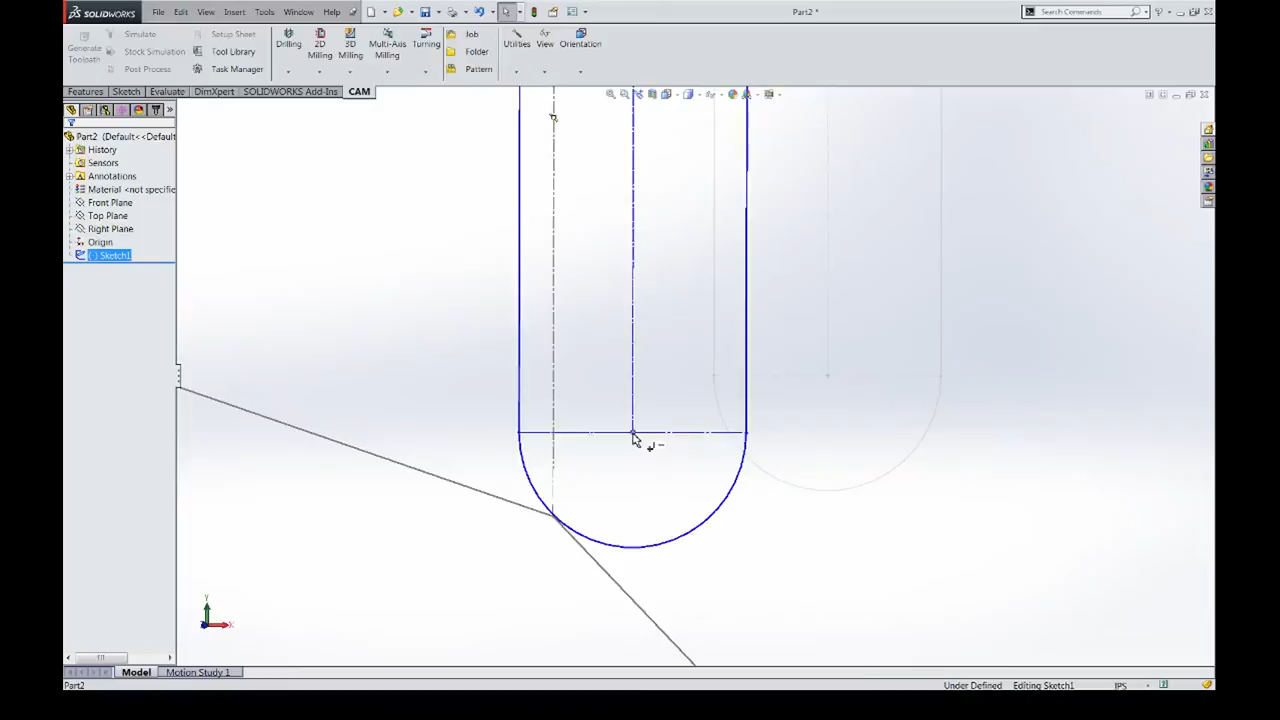 SOLIDWORKS File Edit View Insert Tools Window Help Part2 * Search Commands ?
Generate Toolpath Simulate Stock Simulation Post Process Setup Sheet Tool Library Task Manager Drilling 2D Milling 3D Milling Multi-Axis Milling Turning Job Folder Pattern Utilities View Orientation
Features Sketch Evaluate DimXpert SOLIDWORKS Add-Ins CAM
Part2 (Default<<Default
History
Sensors
Annotations
Material <not specifie
Front Plane
Top Plane
Right Plane
Origin
(-) Sketch1
Y
X
Model Motion Study 1
Part2 Under Defined Editing Sketch1 IPS